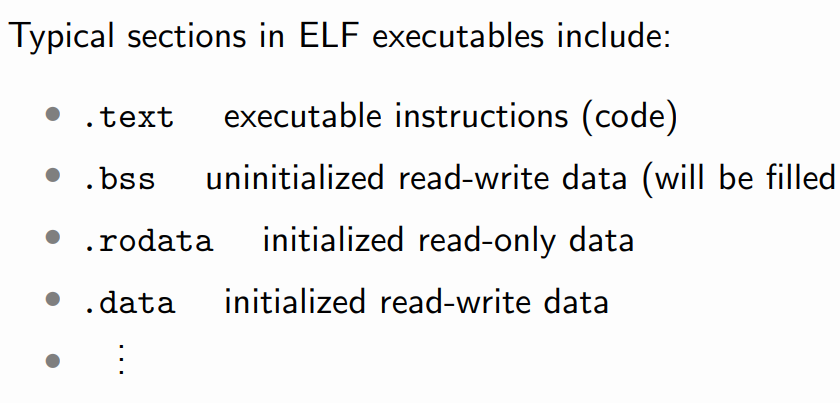 Typical sections in ELF executables include:
• .text executable instructions (code)
• .bss uninitialized read-write data (will be filled
• .rodata initialized read-only data
• .data initialized read-write data
• ⋮